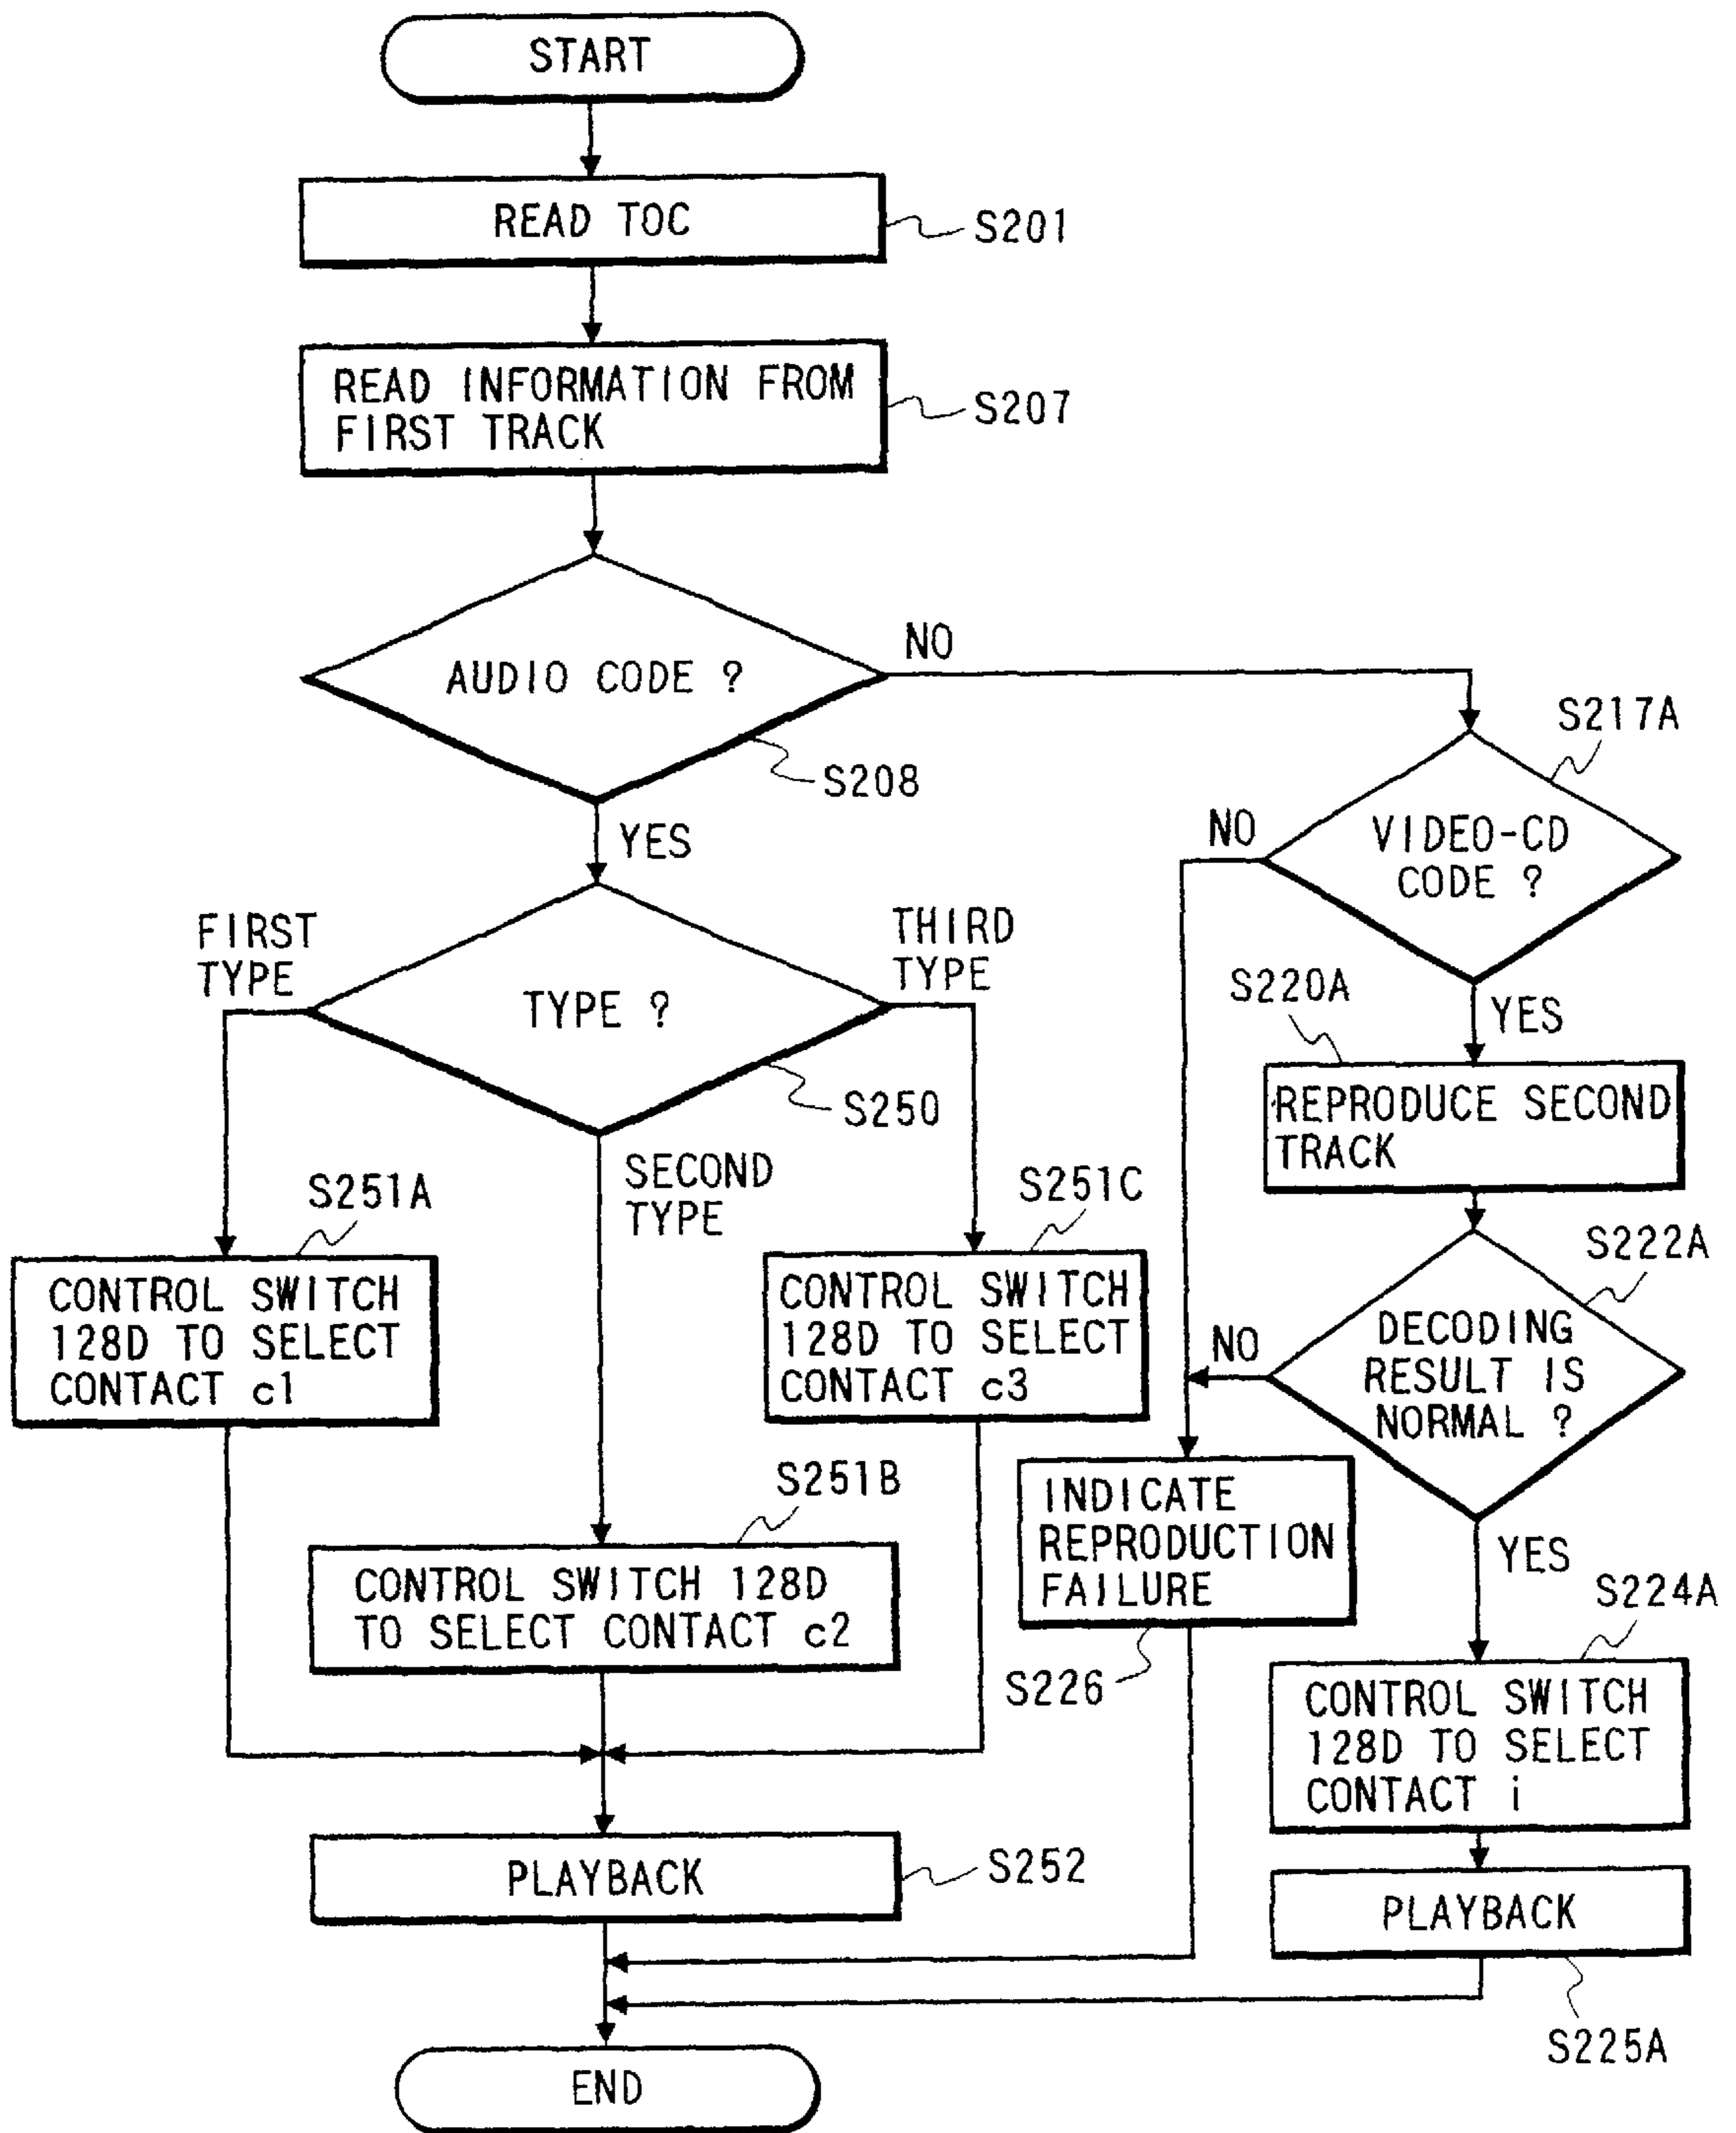 START
READ TOC
S201
READ INFORMATION FROM
FIRST TRACK
S207
AUDIO CODE ?
NO
S208
YES
S217A
VIDEO-CD
CODE ?
NO
YES
FIRST
TYPE
THIRD
TYPE
TYPE ?
S250
SECOND
TYPE
S220A
REPRODUCE SECOND
TRACK
S251A
CONTROL SWITCH
128D TO SELECT
CONTACT c1
S251C
CONTROL SWITCH
128D TO SELECT
CONTACT c3
S222A
DECODING
RESULT IS
NORMAL ?
NO
YES
S251B
CONTROL SWITCH 128D
TO SELECT CONTACT c2
INDICATE
REPRODUCTION
FAILURE
S226
S224A
CONTROL SWITCH
128D TO SELECT
CONTACT i
PLAYBACK
S252
PLAYBACK
S225A
END